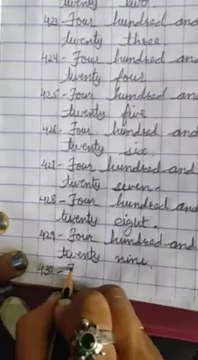 twenty two.
423 - Four hundred and
twenty three.
424 - Four hundred and
twenty four
425 - Four hundred and
twenty five
426 - Four hundred and
twenty six
427 - Four hundred and
twenty seven -
428 - Four hundred and
twenty eight.
429 - Four hundred and
twenty nine.
430 - F